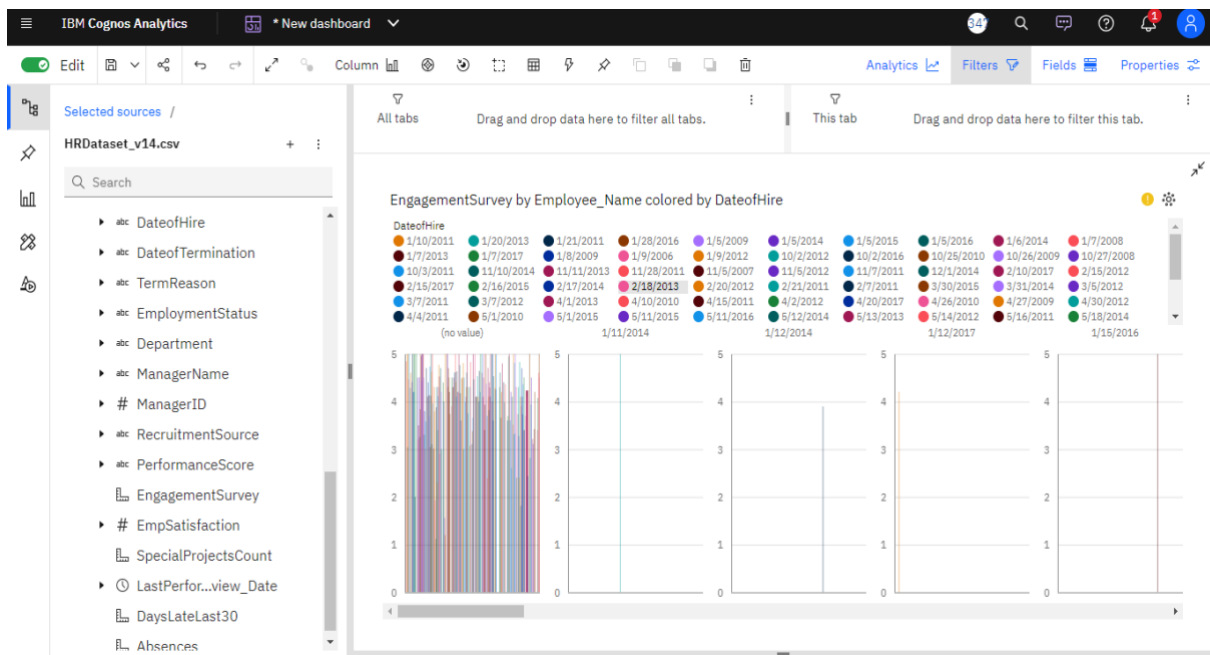 IBM Cognos Analytics
* New dashboard
34°
1
Edit
Column
Analytics
Filters
Fields
Properties
Selected sources /
HRDataset_v14.csv
Search
abc DateofHire
abc DateofTermination
abc TermReason
abc EmploymentStatus
abc Department
abc ManagerName
# ManagerID
abc RecruitmentSource
abc PerformanceScore
EngagementSurvey
# EmpSatisfaction
SpecialProjectsCount
LastPerfor...view_Date
DaysLateLast30
Absences
All tabs
Drag and drop data here to filter all tabs.
This tab
Drag and drop data here to filter this tab.
EngagementSurvey by Employee_Name colored by DateofHire
DateofHire
1/10/2011 1/20/2013 1/21/2011 1/28/2016 1/5/2009 1/5/2014 1/5/2015 1/5/2016 1/6/2014 1/7/2008
1/7/2013 1/7/2017 1/8/2009 1/9/2006 1/9/2012 10/2/2012 10/2/2016 10/25/2010 10/26/2009 10/27/2008
10/3/2011 11/10/2014 11/11/2013 11/28/2011 11/5/2007 11/5/2012 11/7/2011 12/1/2014 2/10/2017 2/15/2012
2/15/2017 2/16/2015 2/17/2014 2/18/2013 2/20/2012 2/21/2011 2/7/2011 3/30/2015 3/31/2014 3/5/2012
3/7/2011 3/7/2012 4/1/2013 4/10/2010 4/15/2011 4/2/2012 4/20/2017 4/26/2010 4/27/2009 4/30/2012
4/4/2011 5/1/2010 5/1/2015 5/11/2015 5/11/2016 5/12/2014 5/13/2013 5/14/2012 5/16/2011 5/18/2014
(no value) 1/11/2014 1/12/2014 1/12/2017 1/15/2016
5 5 5 5 5
4 4 4 4 4
3 3 3 3 3
2 2 2 2 2
1 1 1 1 1
0 0 0 0 0